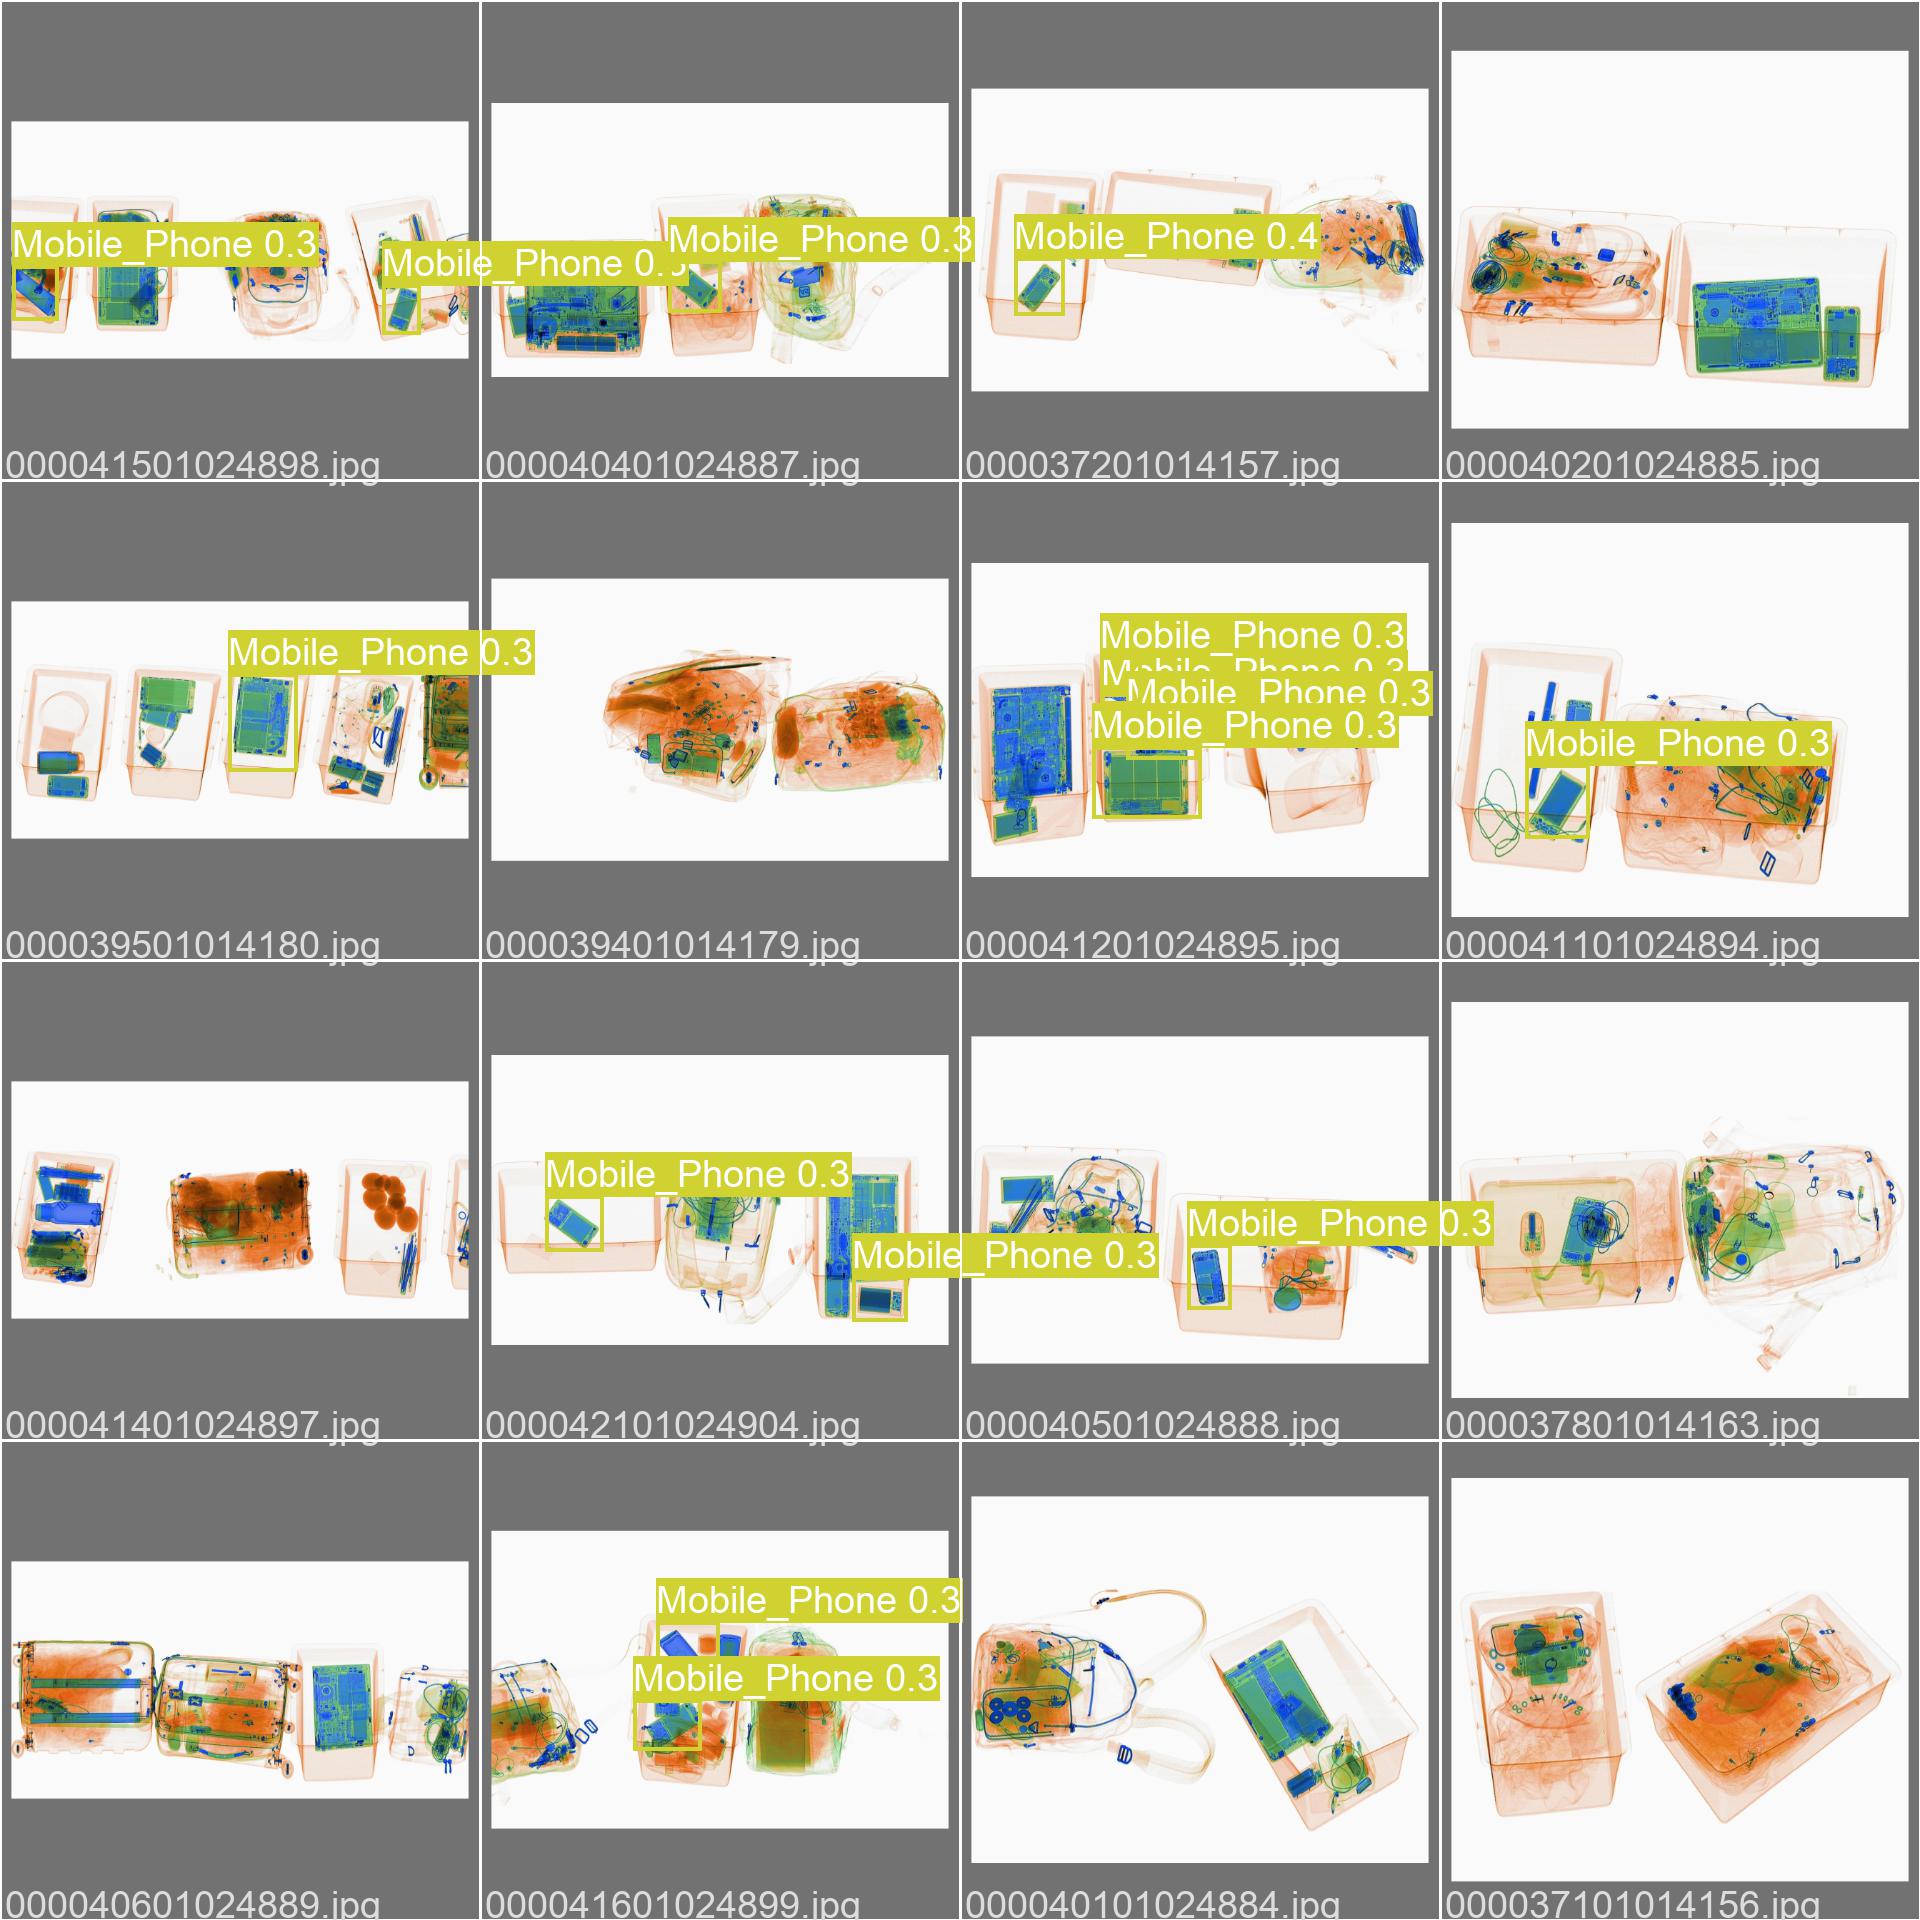 Mobile_Phone 0.3
Mobile_Phone 0.3
Mobile_Phone 0.3
Mobile_Phone 0.4
000041501024898.jpg
000040401024887.jpg
000037201014157.jpg
000040201024885.jpg
Mobile_Phone 0.3
Mobile_Phone 0.3
Mobile_Phone 0.3
Mobile_Phone 0.3
Mobile_Phone 0.3
Mobile_Phone 0.3
000039501014180.jpg
000039401014179.jpg
000041201024895.jpg
000041101024894.jpg
Mobile_Phone 0.3
Mobile_Phone 0.3
Mobile_Phone 0.3
000041401024897.jpg
000042101024904.jpg
000040501024888.jpg
000037801014163.jpg
Mobile_Phone 0.3
Mobile_Phone 0.3
000040601024889.jpg
000041601024899.jpg
000040101024884.jpg
000037101014156.jpg